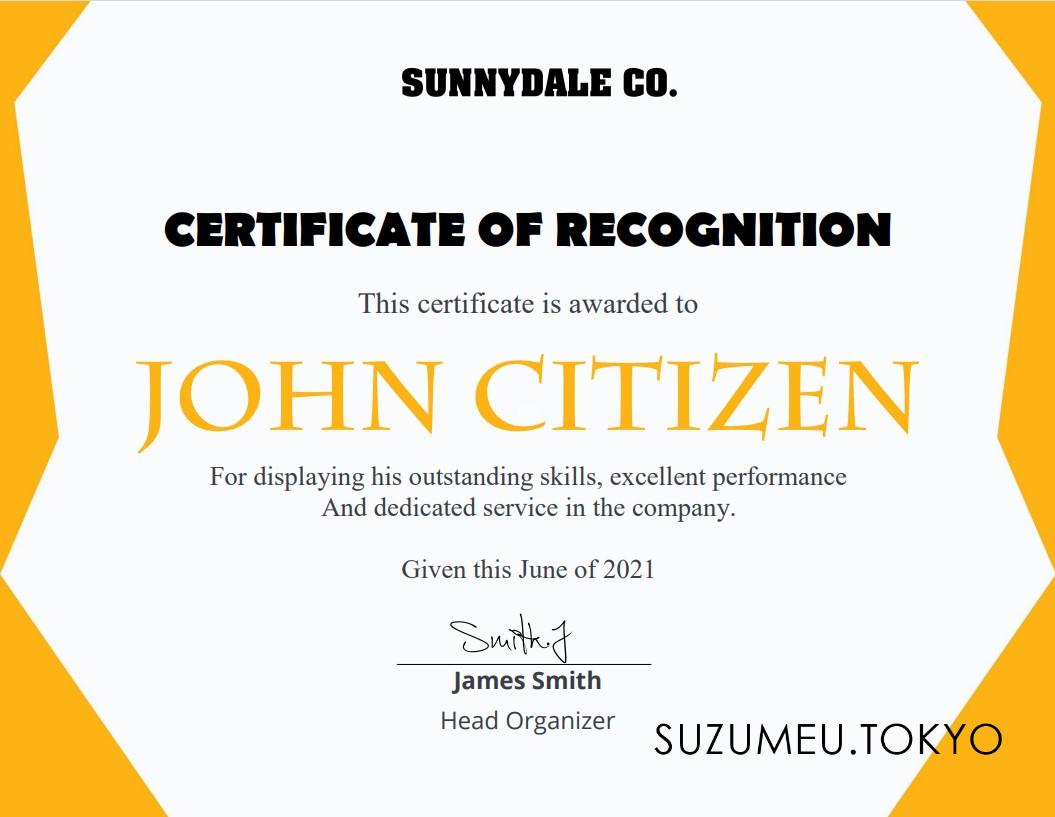 SUNNYDALE CO.
CERTIFICATE OF RECOGNITION
This certificate is awarded to
JOHN CITIZEN
For displaying his outstanding skills, excellent performance
And dedicated service in the company.
Given this June of 2021
Smith.J
James Smith
Head Organizer
SUZUMEU.TOKYO